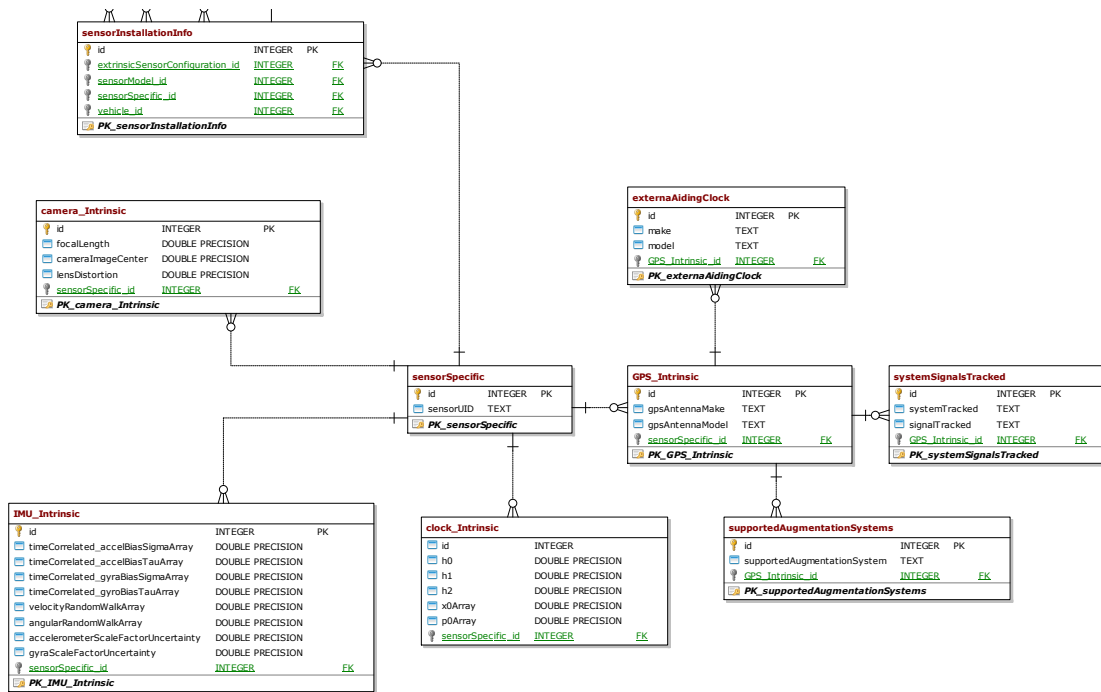 sensorInstallationInfo
id INTEGER PK
extrinsicSensorConfiguration_id INTEGER FK
sensorModel_id INTEGER FK
sensorSpecific_id INTEGER FK
vehicle_id INTEGER FK
PK_sensorInstallationInfo
camera_Intrinsic
id INTEGER PK
focalLength DOUBLE PRECISION
cameraImageCenter DOUBLE PRECISION
lensDistortion DOUBLE PRECISION
sensorSpecific_id INTEGER FK
PK_camera_Intrinsic
externaAidingClock
id INTEGER PK
make TEXT
model TEXT
GPS_Intrinsic_id INTEGER FK
PK_externaAidingClock
sensorSpecific
id INTEGER PK
sensorUID TEXT
PK_sensorSpecific
GPS_Intrinsic
id INTEGER PK
gpsAntennaMake TEXT
gpsAntennaModel TEXT
sensorSpecific_id INTEGER FK
PK_GPS_Intrinsic
systemSignalsTracked
id INTEGER PK
systemTracked TEXT
signalTracked TEXT
GPS_Intrinsic_id INTEGER FK
PK_systemSignalsTracked
IMU_Intrinsic
id INTEGER PK
timeCorrelated_accelBiasSigmaArray DOUBLE PRECISION
timeCorrelated_accelBiasTauArray DOUBLE PRECISION
timeCorrelated_gyraBiasSigmaArray DOUBLE PRECISION
timeCorrelated_gyroBiasTauArray DOUBLE PRECISION
velocityRandomWalkArray DOUBLE PRECISION
angularRandomWalkArray DOUBLE PRECISION
accelerometerScaleFactorUncertainty DOUBLE PRECISION
gyraScaleFactorUncertainty DOUBLE PRECISION
sensorSpecific_id INTEGER FK
PK_IMU_Intrinsic
clock_Intrinsic
id INTEGER
h0 DOUBLE PRECISION
h1 DOUBLE PRECISION
h2 DOUBLE PRECISION
x0Array DOUBLE PRECISION
p0Array DOUBLE PRECISION
sensorSpecific_id INTEGER FK
supportedAugmentationSystems
id INTEGER PK
supportedAugmentationSystem TEXT
GPS_Intrinsic_id INTEGER FK
PK_supportedAugmentationSystems